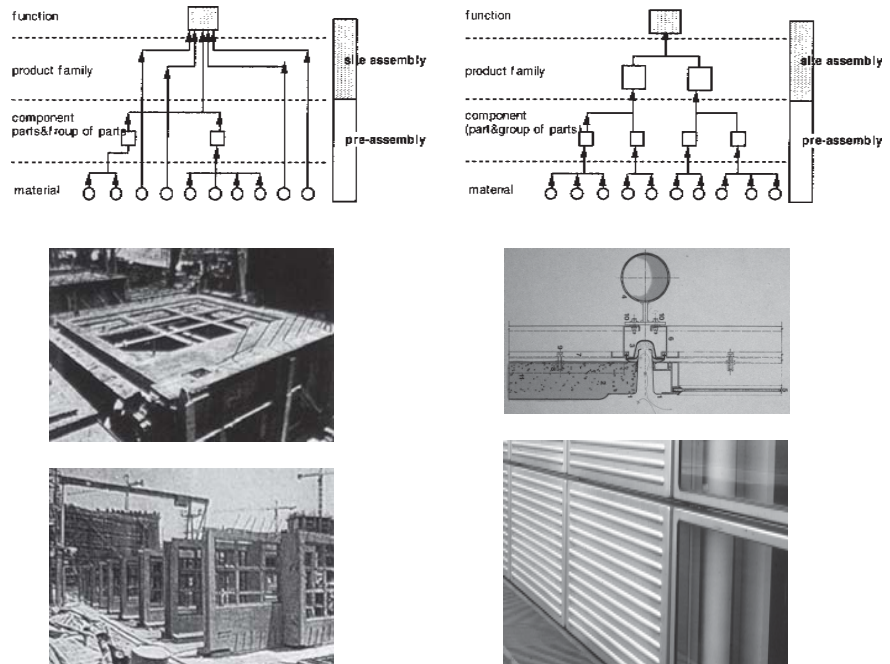 function
site assembly
product family
component
parts&froup of parts
pre-assembly
material
function
site assembly
product family
component
(part&group of parts)
pre-assembly
material